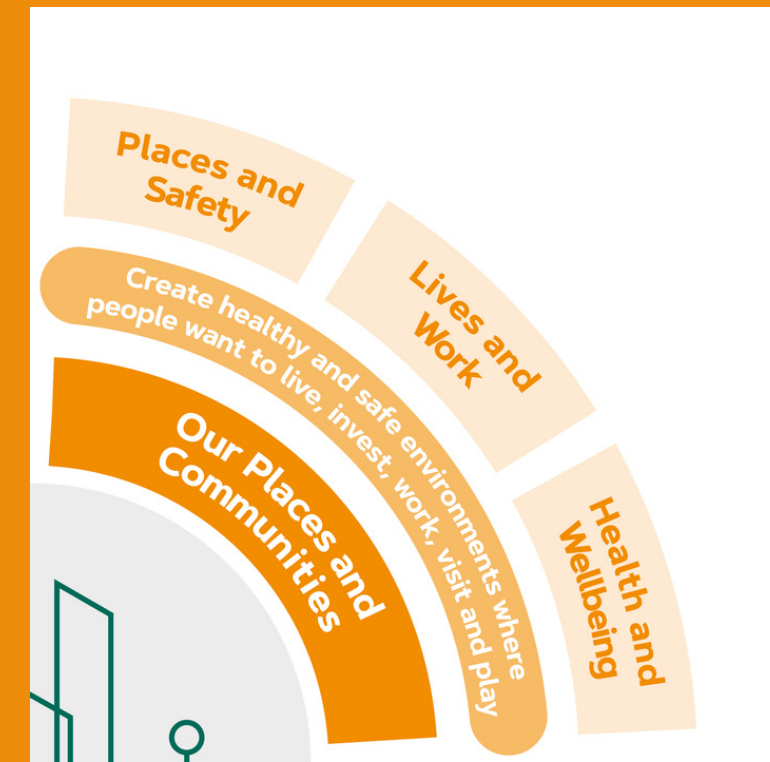 Places and
Safety
Lives and
Work
Health and
Wellbeing
Create healthy and safe environments where
people want to live, invest, work, visit and play
Our Places and
Communities